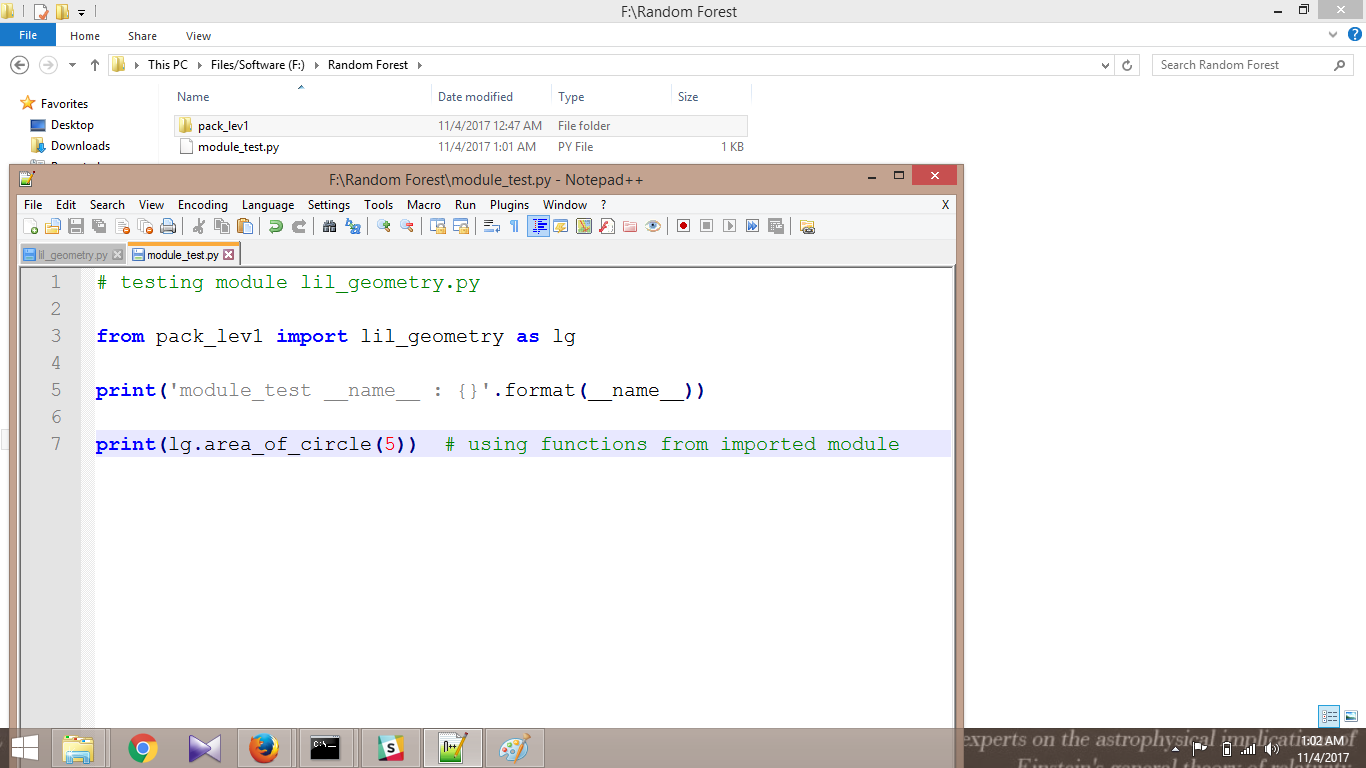 F:\Random Forest
File Home Share View
This PC Files/Software (F:) Random Forest
Search Random Forest
Name Date modified Type Size
Favorites
Desktop
Downloads
pack_lev1 11/4/2017 12:47 AM File folder
module_test.py 11/4/2017 1:01 AM PY File 1 KB
F:\Random Forest\module_test.py - Notepad++
File Edit Search View Encoding Language Settings Tools Macro Run Plugins Window ? X
lil_geometry.py module_test.py
1 # testing module lil_geometry.py
2
3 from pack_lev1 import lil_geometry as lg
4
5 print('module_test __name__ : {}'.format(__name__))
6
7 print(lg.area_of_circle(5)) # using functions from imported module
experts on the astrophysical implication of
Einstein's general theory of relativity
1:02 AM
11/4/2017